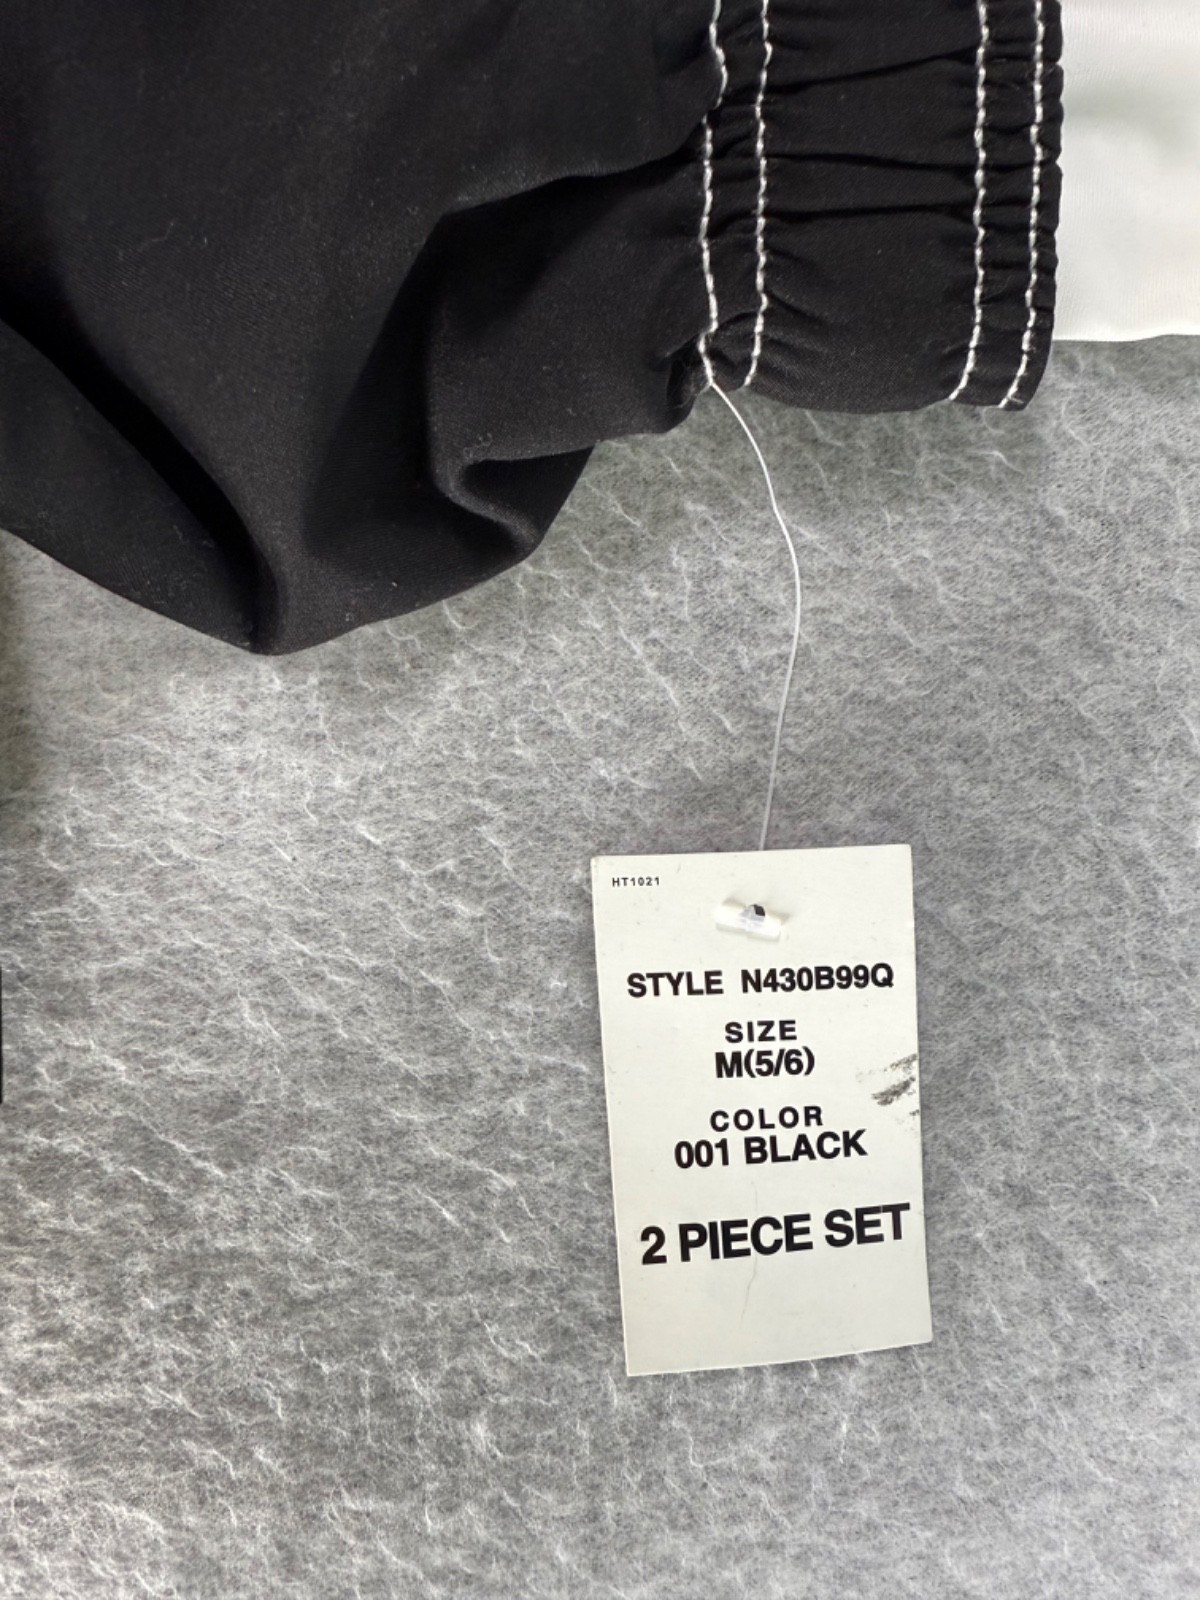 HT1021
STYLE N430B99Q
SIZE
M(5/6)
COLOR
001 BLACK
2 PIECE SET